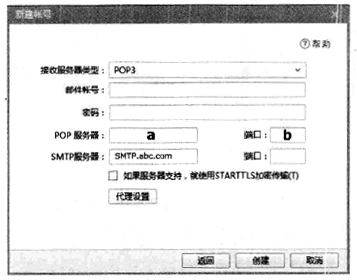 新建帐号
帮助
接收服务器类型： POP3
邮件帐号：
密码：
POP 服务器： a 端口： b
SMTP服务器： SMTP.abc.com 端口：
如果服务器支持，就使用STARTTLS加密传输(T)
代理设置
返回 创建 取消